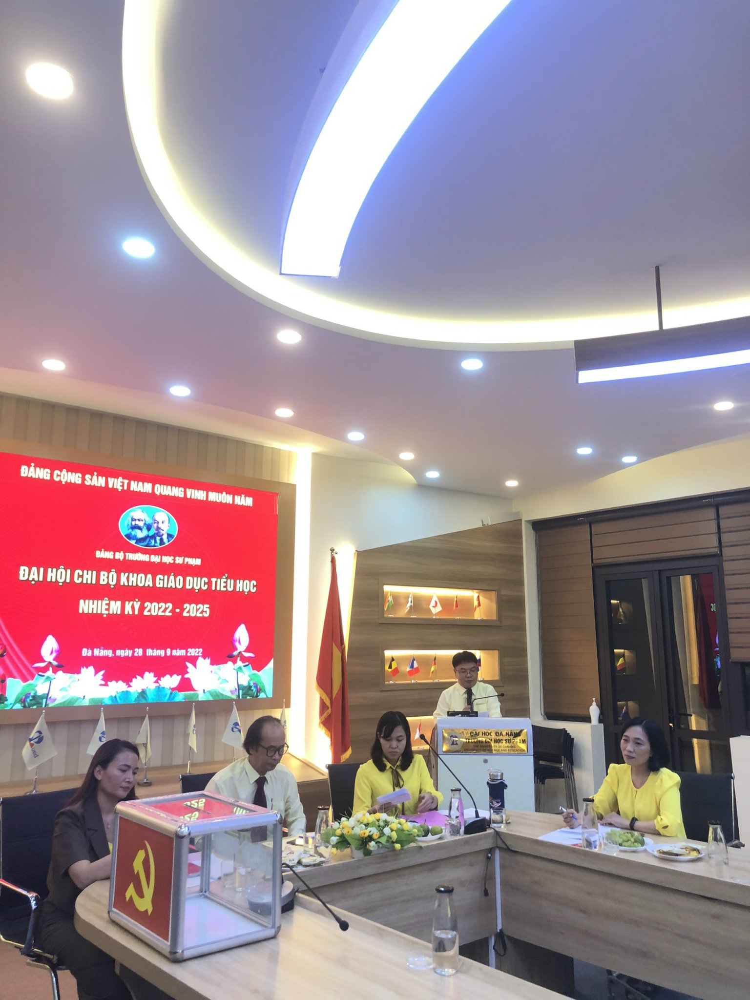 ĐẢNG CỘNG SẢN VIỆT NAM QUANG VINH MUÔN NĂM
ĐẢNG BỘ TRƯỜNG ĐẠI HỌC SƯ PHẠM
ĐẠI HỘI CHI BỘ KHOA GIÁO DỤC TIỂU HỌC
NHIỆM KỲ 2022 - 2025
Đà Nẵng, ngày 28 tháng 9 năm 2022
ĐẠI HỌC ĐÀ NẴNG
TRƯỜNG ĐẠI HỌC SƯ PHẠM
THE UNIVERSITY OF DANANG
UNIVERSITY OF SCIENCE AND EDUCATION
ued